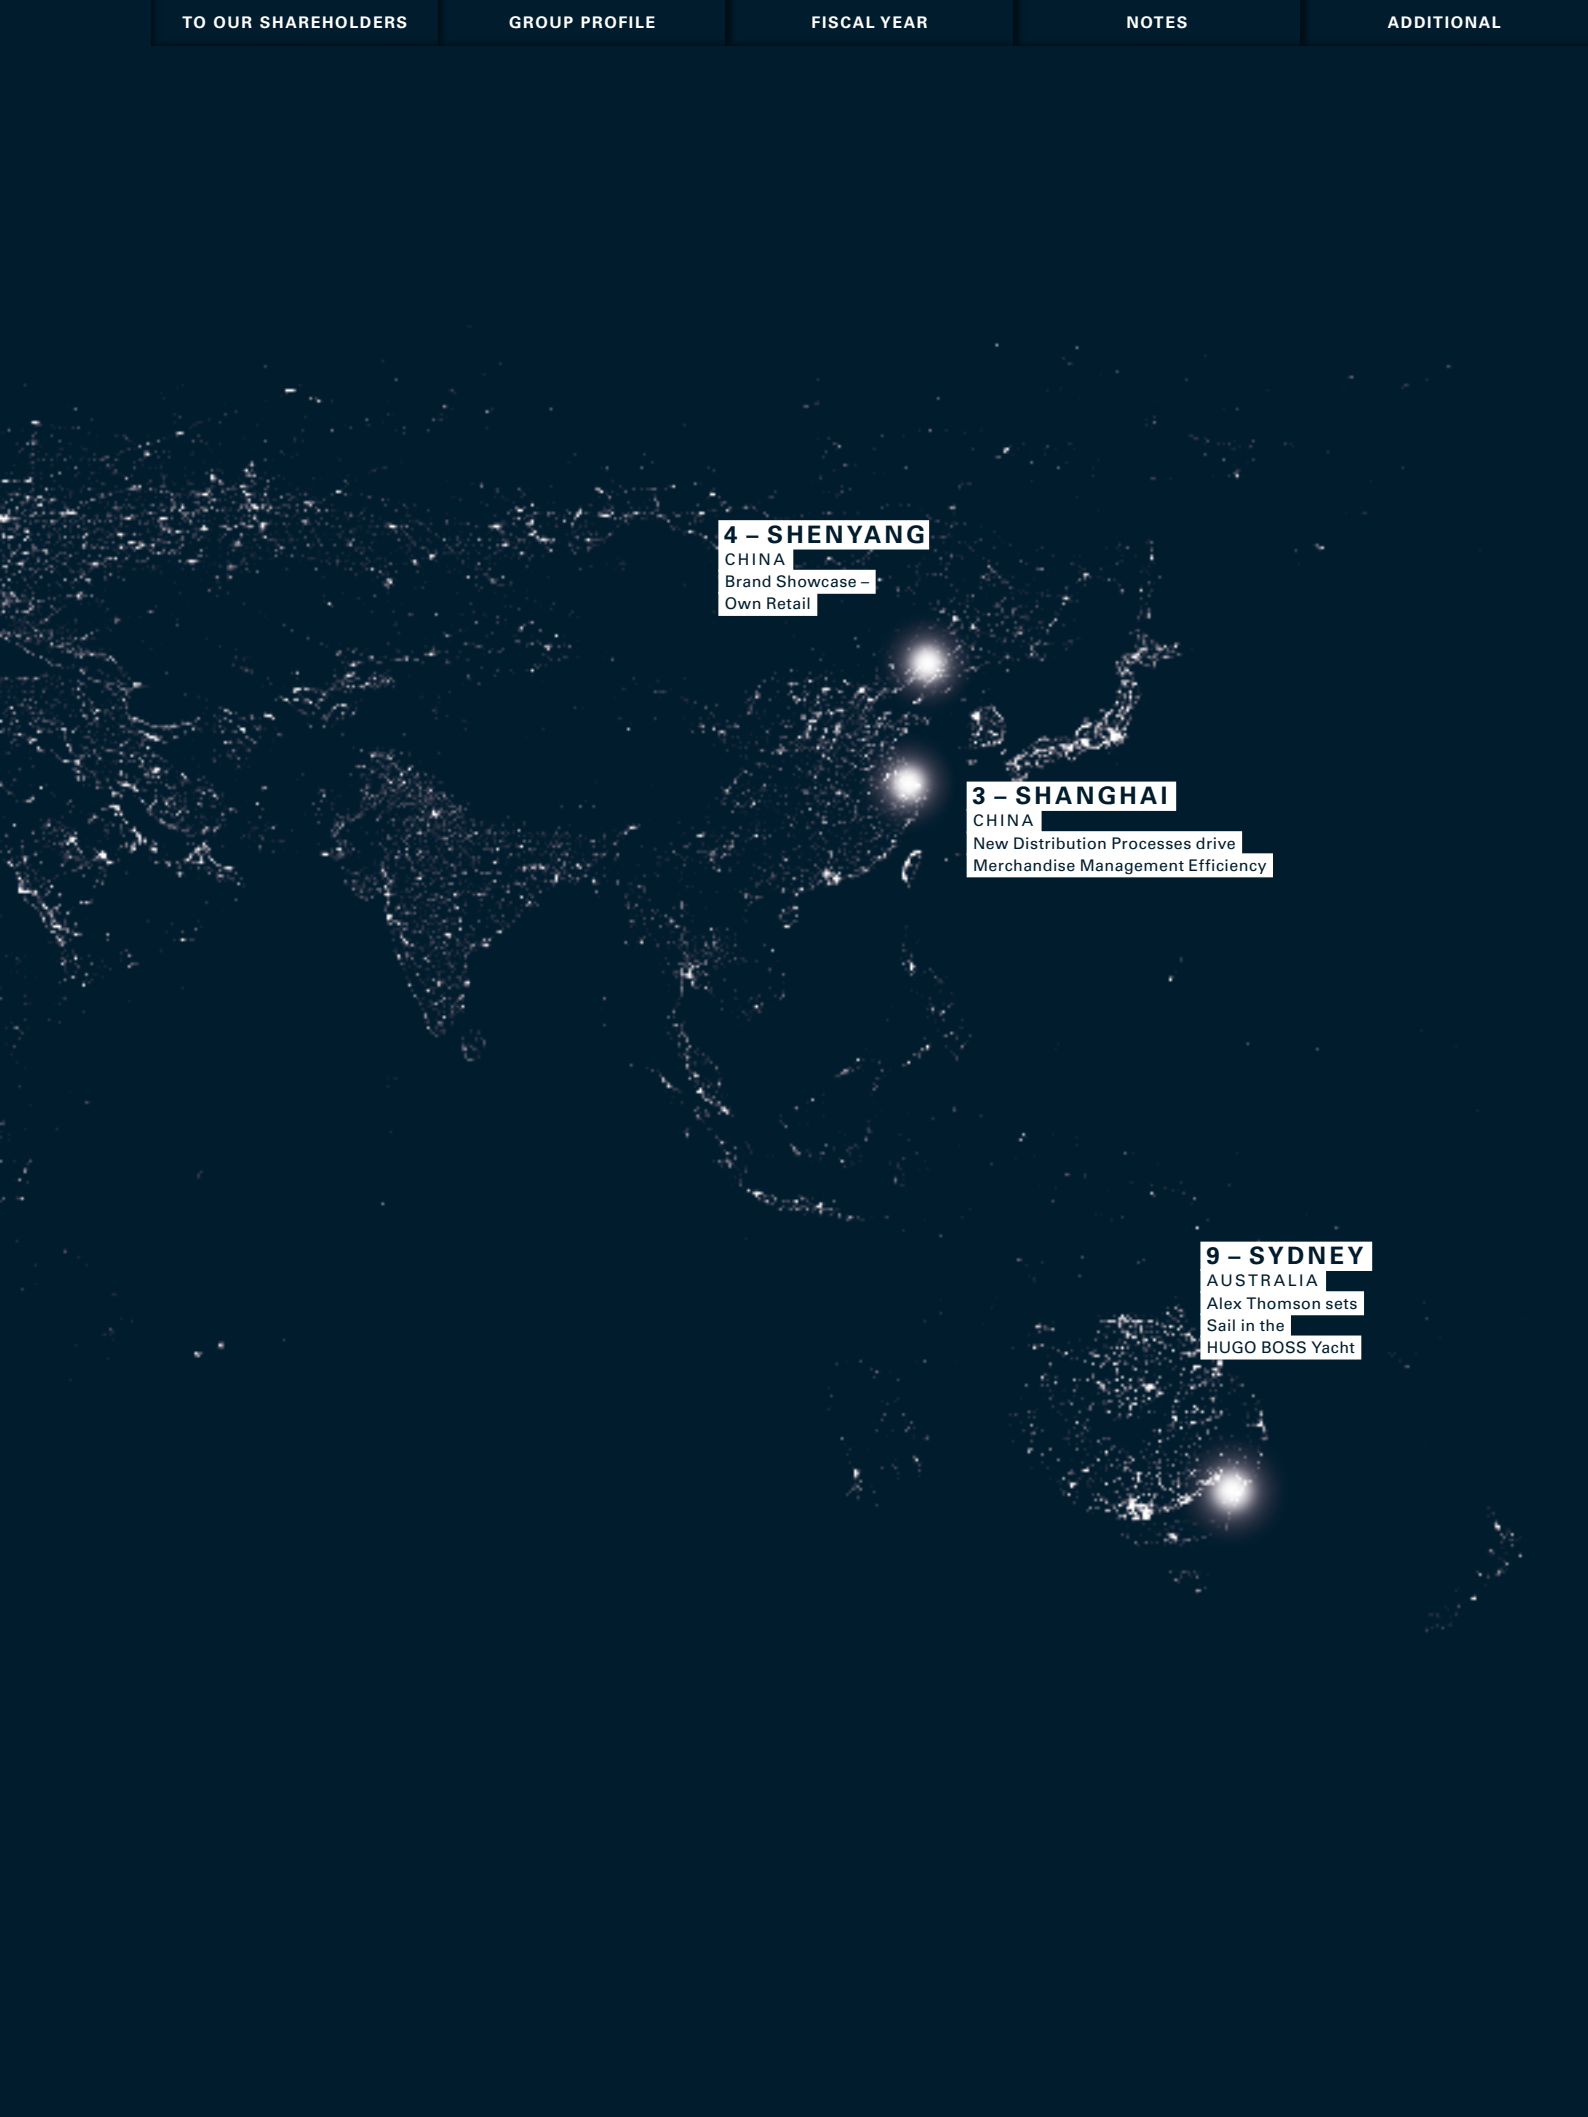 TO OUR SHAREHOLDERS
GROUP PROFILE
FISCAL YEAR
NOTES
ADDITIONAL
4 – SHENYANG
CHINA
Brand Showcase –
Own Retail
3 – SHANGHAI
CHINA
New Distribution Processes drive
Merchandise Management Efficiency
9 – SYDNEY
AUSTRALIA
Alex Thomson sets
Sail in the
HUGO BOSS Yacht